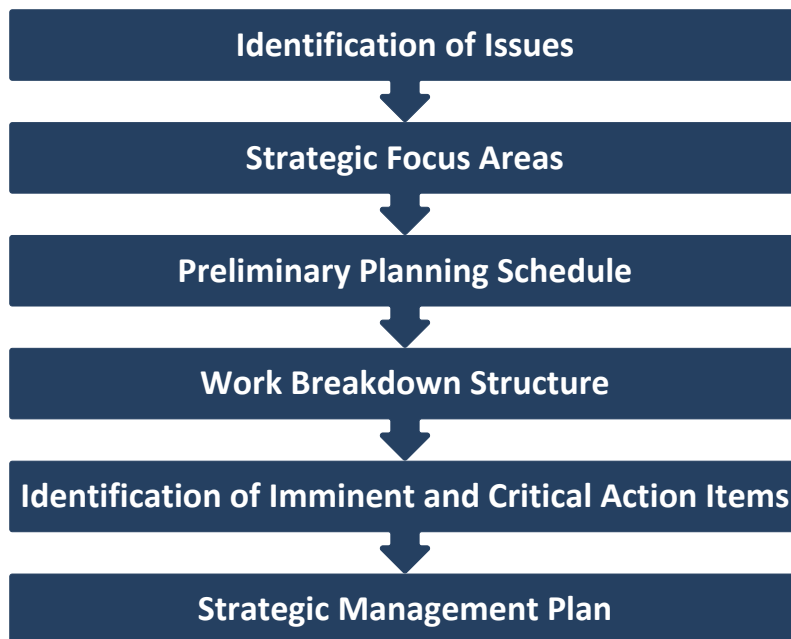 Identification of Issues
Strategic Focus Areas
Preliminary Planning Schedule
Work Breakdown Structure
Identification of Imminent and Critical Action Items
Strategic Management Plan